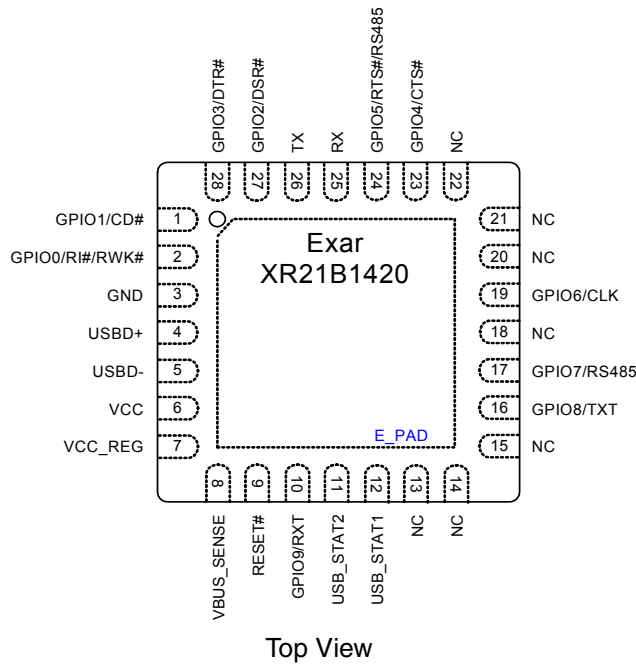 GPIO3/DTR#
GPIO2/DSR#
TX
RX
GPIO5/RTS#/RS485
GPIO4/CTS#
NC
28
27
26
25
24
23
22
GPIO1/CD#
1
GPIO0/RI#/RWK#
2
GND
3
USBD+
4
USBD-
5
VCC
6
VCC_REG
7
Exar
XR21B1420
E_PAD
21
NC
20
NC
19
GPIO6/CLK
18
NC
17
GPIO7/RS485
16
GPIO8/TXT
15
NC
8
9
10
11
12
13
14
VBUS_SENSE
RESET#
GPIO9/RXT
USB_STAT2
USB_STAT1
NC
NC
Top View